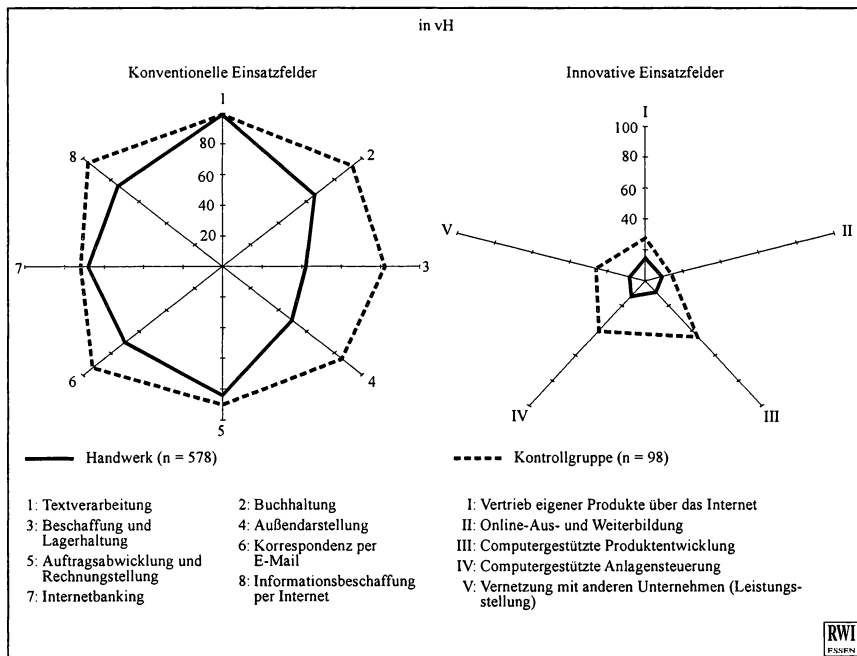 in vH
Konventionelle Einsatzfelder
1
80
60
40
20
8
2
7
3
6
4
5
Innovative Einsatzfelder
I
100
80
60
40
V
II
IV
III
Handwerk (n = 578)
Kontrollgruppe (n = 98)
1: Textverarbeitung
3: Beschaffung und
Lagerhaltung
5: Auftragsabwicklung und
Rechnungstellung
7: Internetbanking
2: Buchhaltung
4: Außendarstellung
6: Korrespondenz per
E-Mail
8: Informationsbeschaffung
per Internet
I: Vertrieb eigener Produkte über das Internet
II: Online-Aus- und Weiterbildung
III: Computergestützte Produktentwicklung
IV: Computergestützte Anlagensteuerung
V: Vernetzung mit anderen Unternehmen (Leistungs-
stellung)
RWI
ESSEN